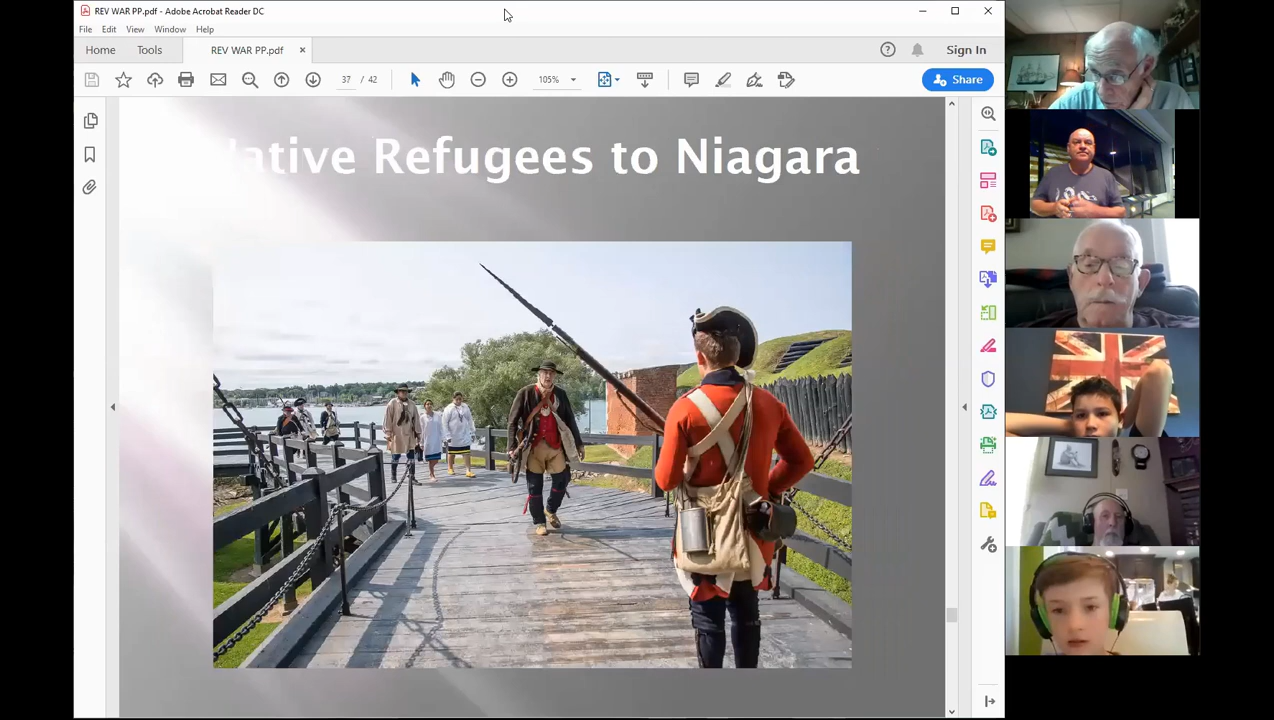 REV WAR PP.pdf - Adobe Acrobat Reader DC
File Edit View Window Help
Home Tools REV WAR PP.pdf × Sign In
37 / 42 105% Share
Native Refugees to Niagara